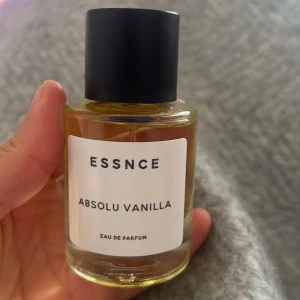 ESSNCE
ABSOLU VANILLA
EAU DE PARFUM